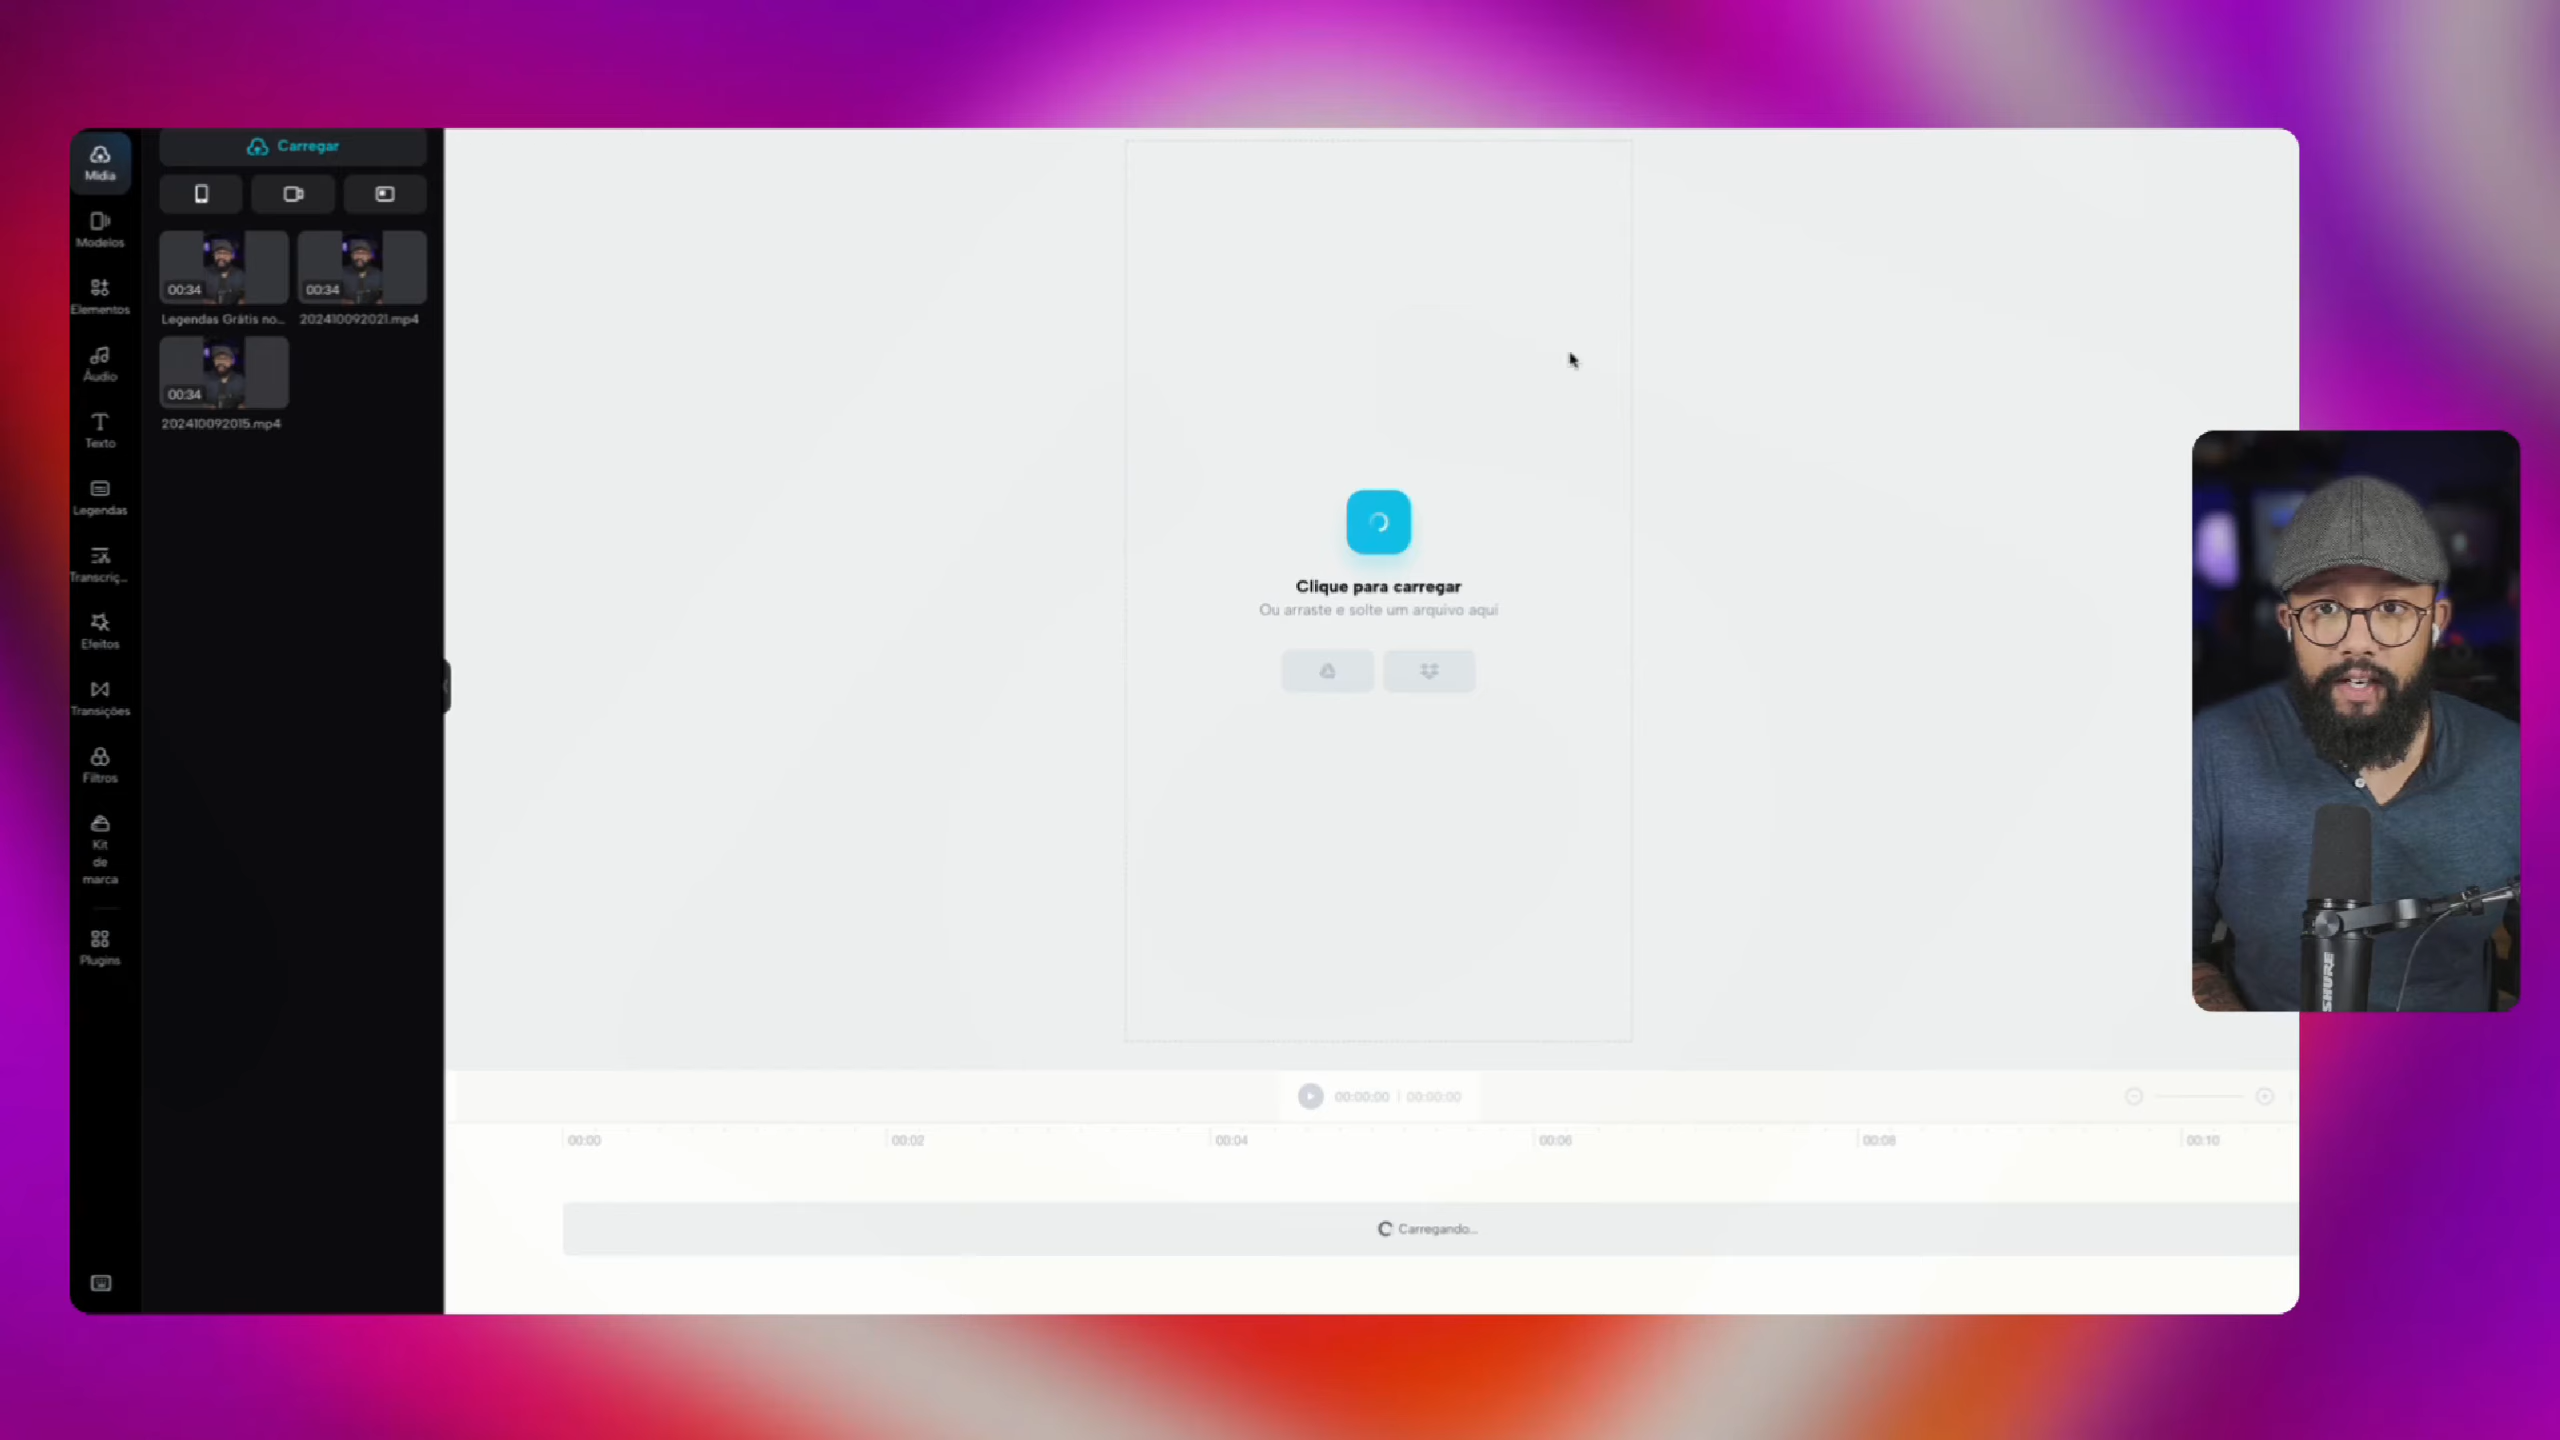 Carregar
Mídia
Modelos
Elementos
Áudio
Texto
Legendas
Transcriç...
Efeitos
Transições
Filtros
Kit
de
marca
Plugins
00:34
00:34
Legendas Grátis no...
202410092021.mp4
00:34
202410092015.mp4
Clique para carregar
Ou arraste e solte um arquivo aqui
00:00:00 | 00:00:00
00:00
00:02
00:04
00:06
00:08
00:10
Carregando...
SHURE